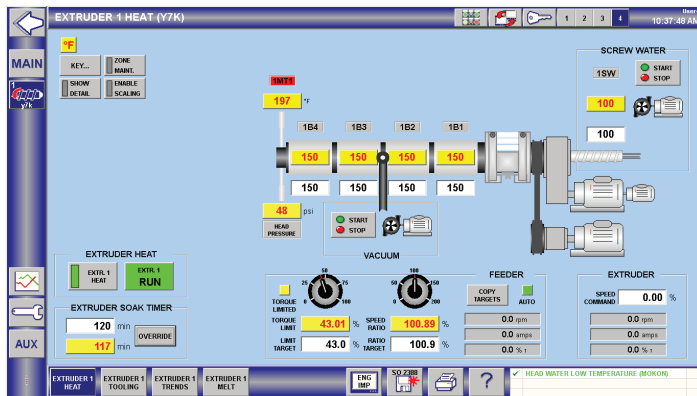 EXTRUDER 1 HEAT (Y7K)
1 2 3 4
User
10:37:48 AM
°F
KEY...
ZONE
MAINT.
SHOW
DETAIL
ENABLE
SCALING
MAIN
1
y7k
AUX
1MT1
197 °F
1B4 1B3 1B2 1B1
150 150 150 150
150 150 150 150
48 psi
HEAD
PRESSURE
START
STOP
VACUUM
SCREW WATER
1SW
START
STOP
100
100
EXTRUDER HEAT
EXTR. 1
HEAT
EXTR. 1
RUN
EXTRUDER SOAK TIMER
120 min
117 min
OVERRIDE
TORQUE
LIMITED
50
25 75
0 100
100
50 150
0 200
TORQUE
LIMIT
43.01 %
SPEED
RATIO
100.89 %
LIMIT
TARGET
43.0 %
RATIO
TARGET
100.9 %
FEEDER
COPY
TARGETS
AUTO
0.0 rpm
0.0 amps
0.0 % τ
EXTRUDER
SPEED
COMMAND
0.00 %
0.0 rpm
0.0 amps
0.0 % τ
EXTRUDER 1
HEAT
EXTRUDER 1
TOOLING
EXTRUDER 1
TRENDS
EXTRUDER 1
MELT
ENG
IMP
SO 2388
?
✓ HEAD WATER LOW TEMPERATURE (MOKON)